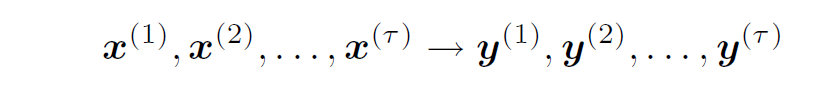 𝒙⁽¹⁾, 𝒙⁽²⁾, . . . , 𝒙⁽τ⁾ → 𝒚⁽¹⁾, 𝒚⁽²⁾, . . . , 𝒚⁽τ⁾